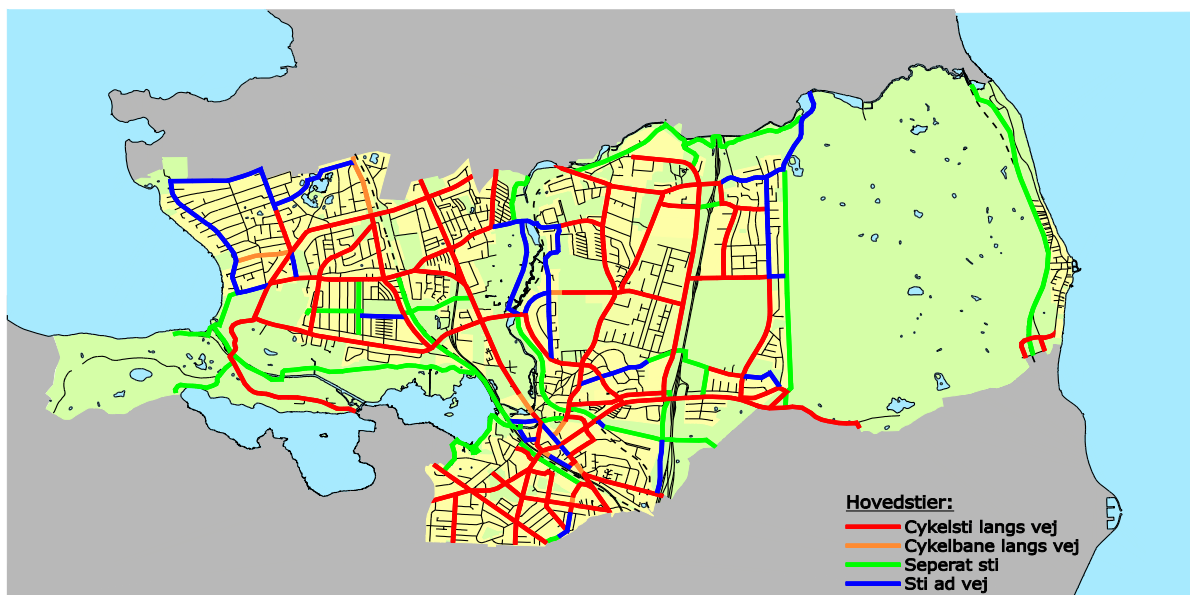 Hovedstier:
Cykelsti langs vej
Cykelbane langs vej
Seperat sti
Sti ad vej